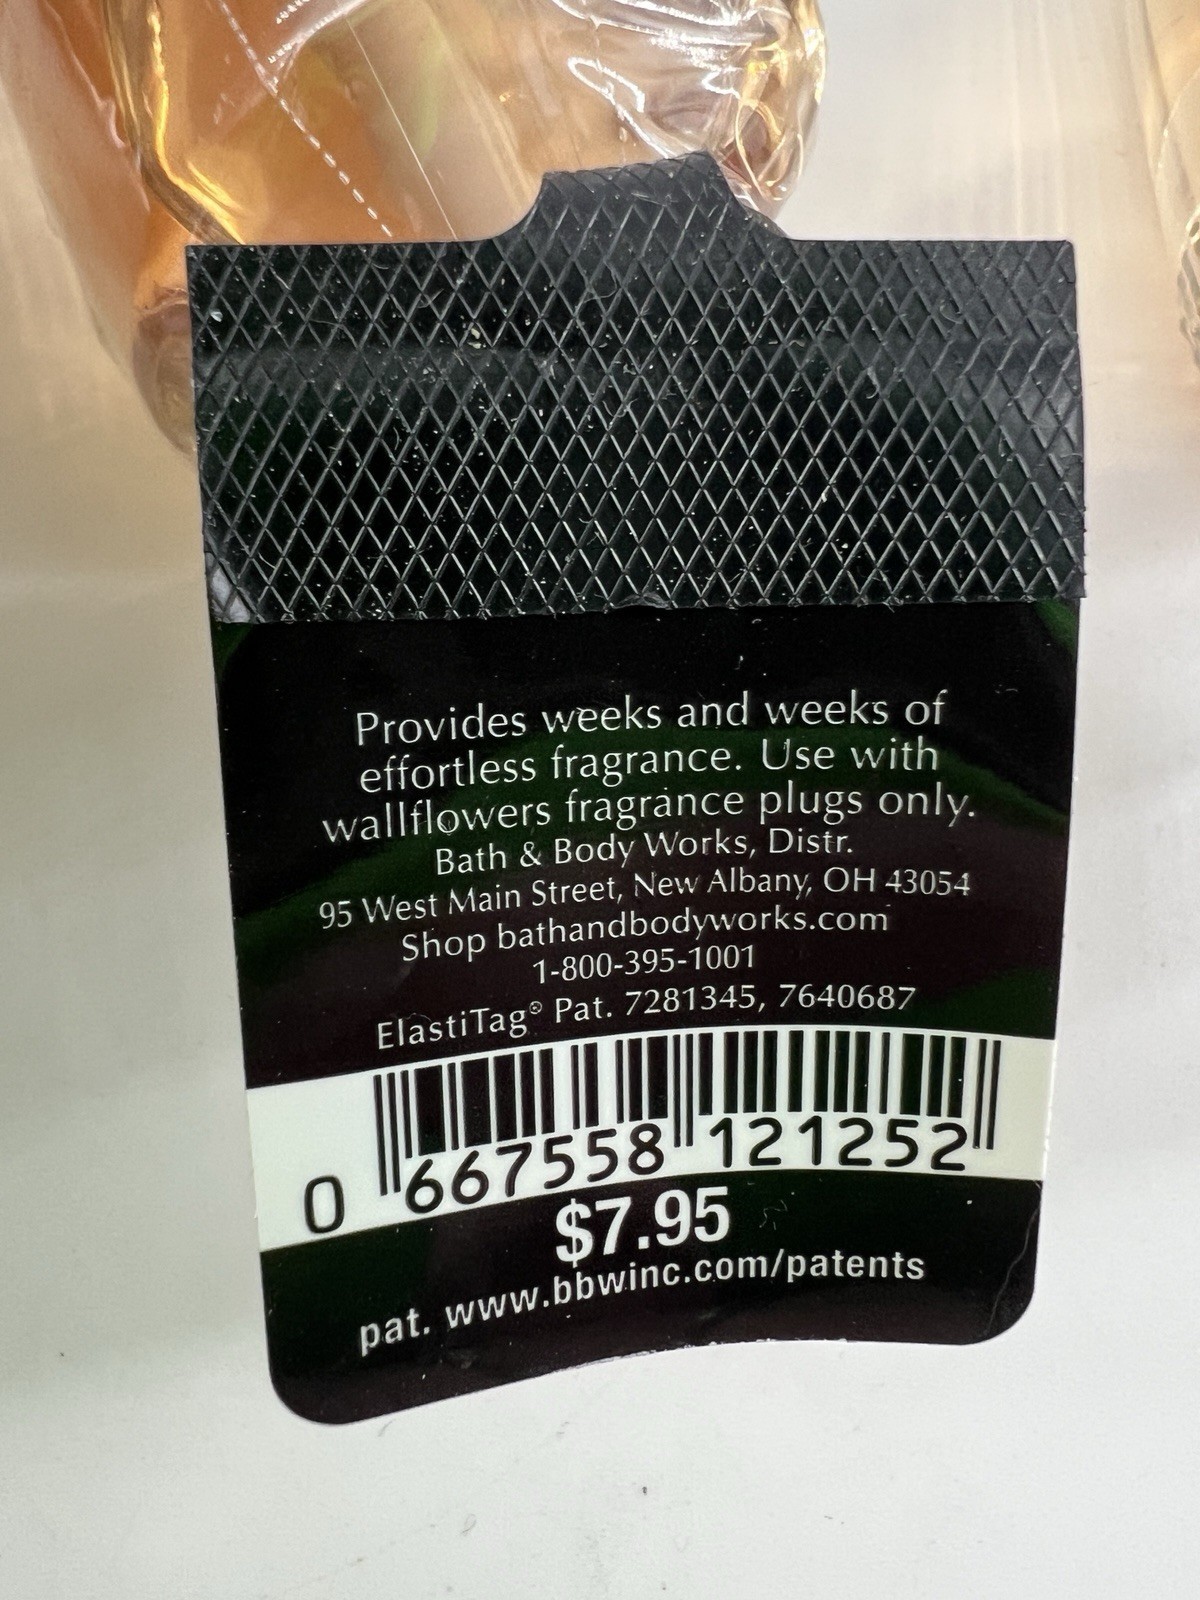 Provides weeks and weeks of
effortless fragrance. Use with
wallflowers fragrance plugs only.
Bath & Body Works, Distr.
95 West Main Street, New Albany, OH 43054
Shop bathandbodyworks.com
1-800-395-1001
ElastiTag® Pat. 7281345, 7640687
0 667558 121252
$7.95
pat. www.bbwinc.com/patents